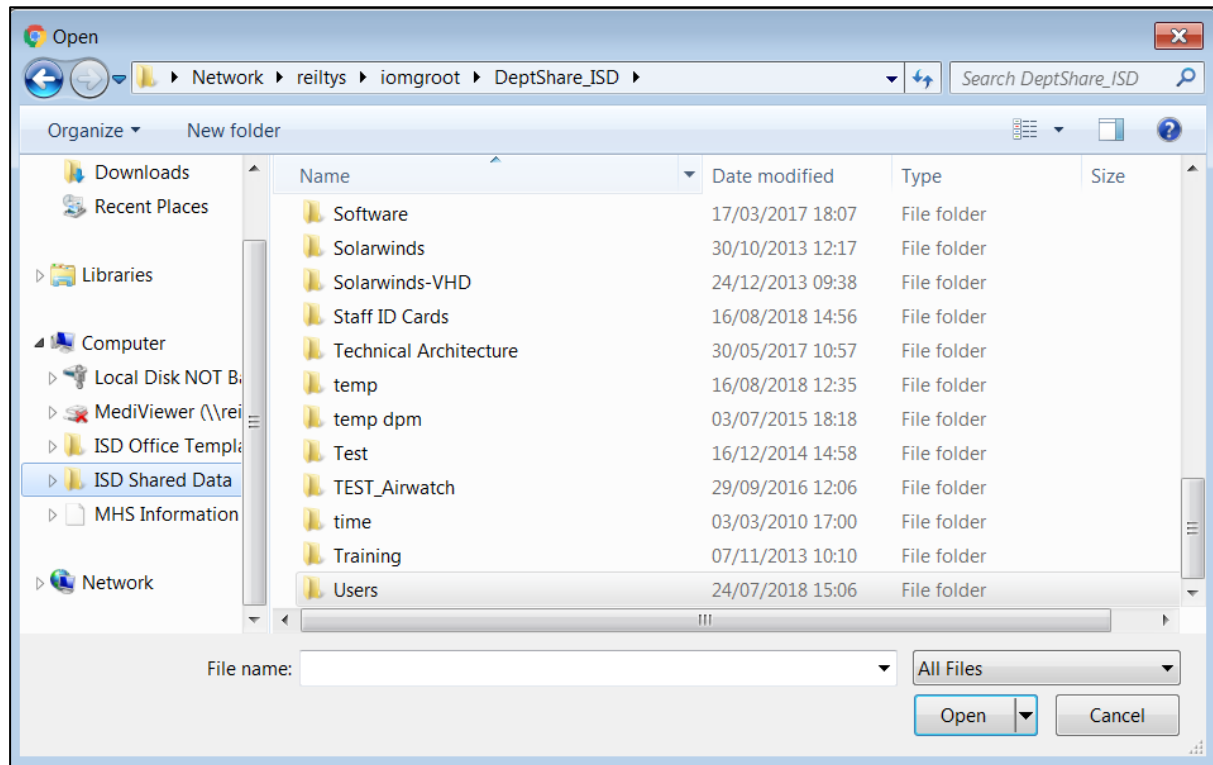 Open
Network reiltys iomgroot DeptShare_ISD Search DeptShare_ISD
Organize New folder
Downloads
Recent Places
Libraries
Computer
Local Disk NOT Ba
MediViewer (\\rei
ISD Office Templa
ISD Shared Data
MHS Information
Network
Name Date modified Type Size
Software 17/03/2017 18:07 File folder
Solarwinds 30/10/2013 12:17 File folder
Solarwinds-VHD 24/12/2013 09:38 File folder
Staff ID Cards 16/08/2018 14:56 File folder
Technical Architecture 30/05/2017 10:57 File folder
temp 16/08/2018 12:35 File folder
temp dpm 03/07/2015 18:18 File folder
Test 16/12/2014 14:58 File folder
TEST_Airwatch 29/09/2016 12:06 File folder
time 03/03/2010 17:00 File folder
Training 07/11/2013 10:10 File folder
Users 24/07/2018 15:06 File folder
File name: All Files
Open Cancel